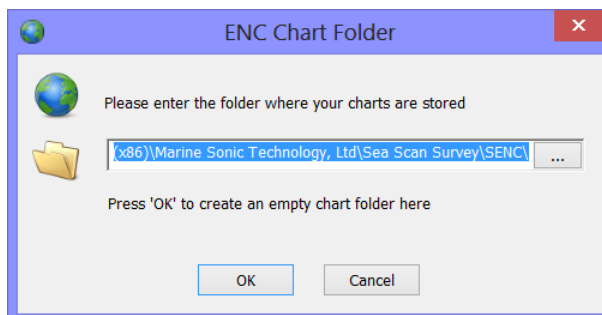 ENC Chart Folder
Please enter the folder where your charts are stored
(x86)\Marine Sonic Technology, Ltd\Sea Scan Survey\SENC\
...
Press 'OK' to create an empty chart folder here
OK
Cancel